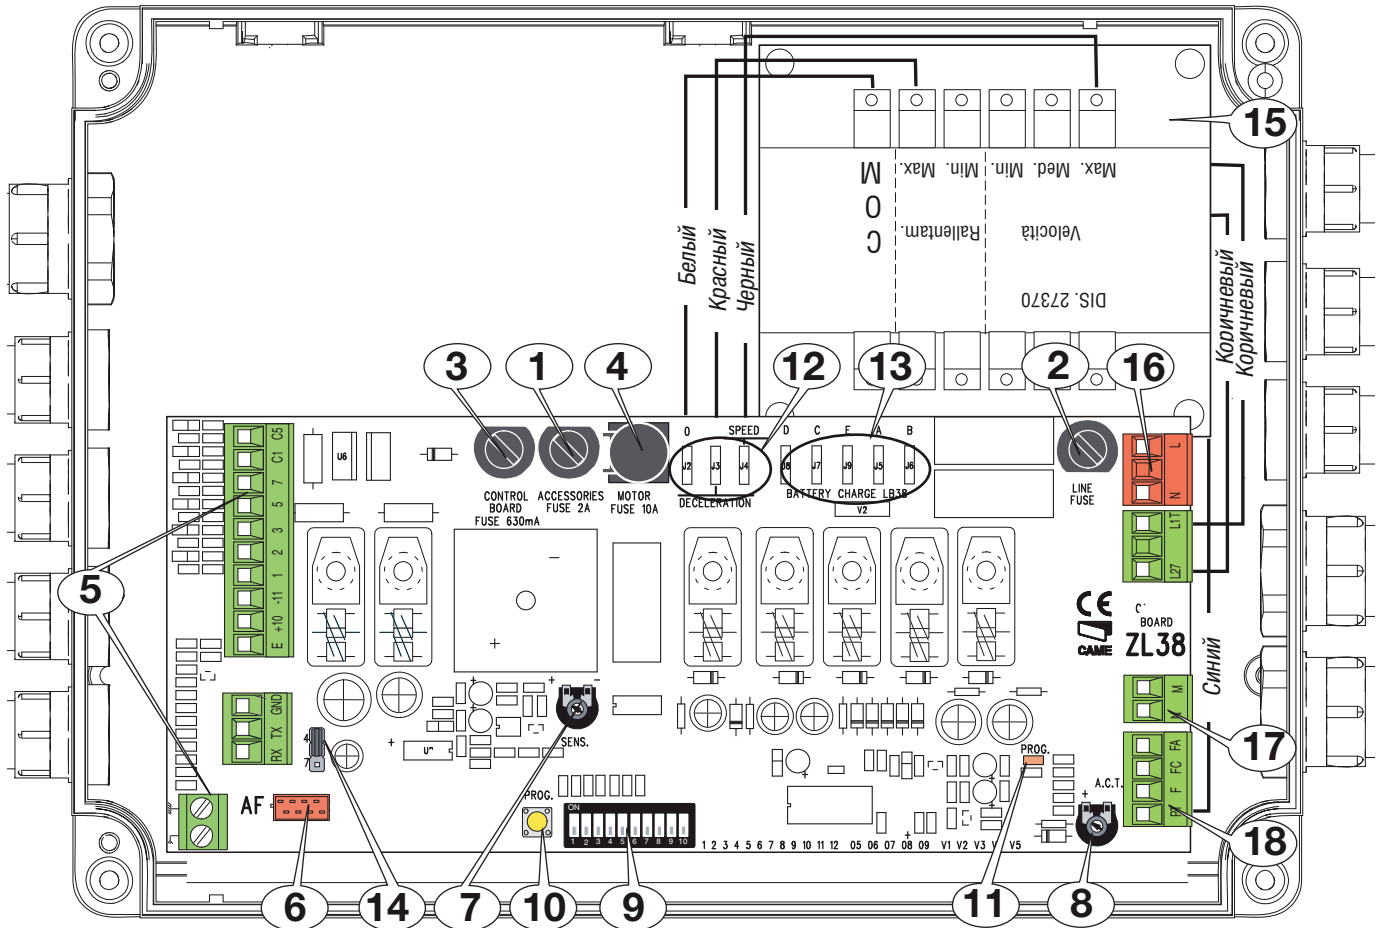 15
M O C
Max. Min. Min. Med. Max.
Rallentam. Velocità
DIS. 27370
Белый
Красный
Черный
Коричневый
Коричневый
3 1 4 12 13 2 16
O SPEED D C E A B
J2 J3 J4 J8 J7 J9 J5 J6
DECELERATION
BATTERY CHARGE LB38
V2
CONTROL BOARD FUSE 630mA
ACCESSORIES FUSE 2A
MOTOR FUSE 10A
LINE FUSE
U6
C5
C1
7
5
3
2
1
-11
+10
E
5
L
N
L1T
L27
CE
CAME
BOARD
ZL38
Синий
GND
TX
RX
4
7
AF
SENS.
PROG.
ON
1 2 3 4 5 6 7 8 9 10
1 2 3 4 5 6 7 8 9 10 11 12 05 06 07 08 09 V1 V2 V3 V5
PROG.
A.C.T.
M
FA
FC
F
17
18
6 14 7 10 9 11 8